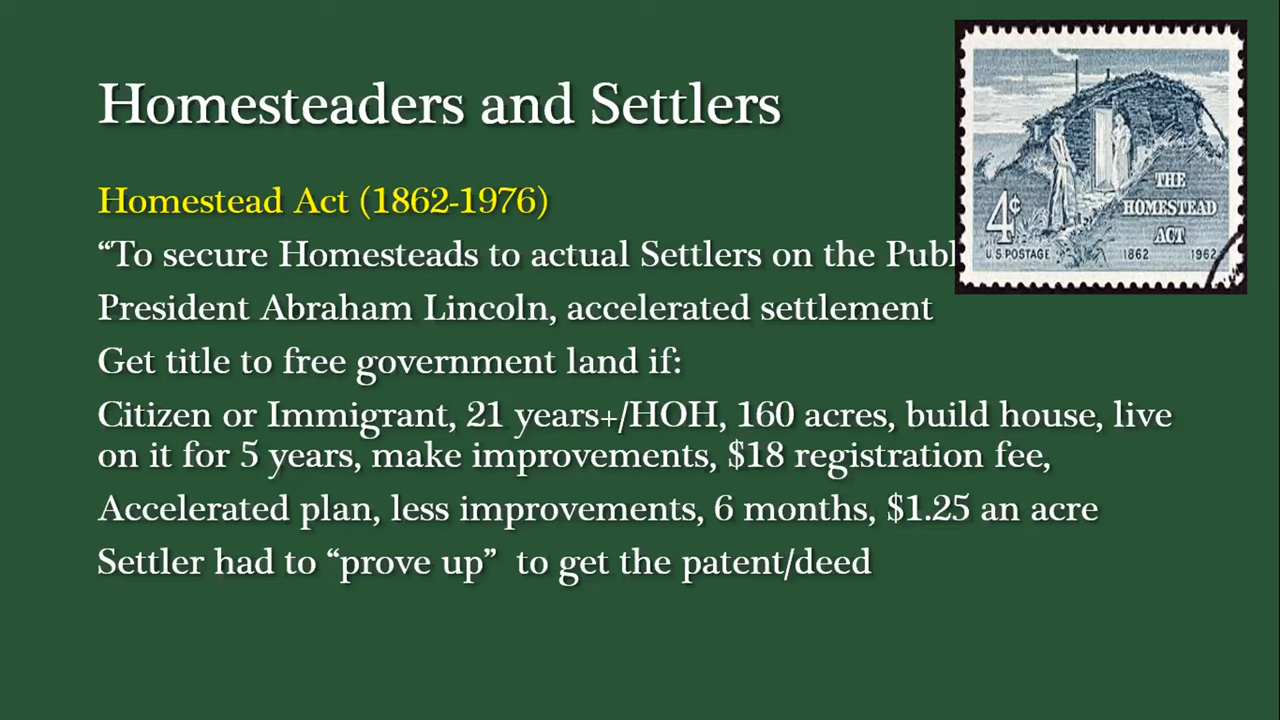 Homesteaders and Settlers
Homestead Act (1862-1976)
“To secure Homesteads to actual Settlers on the
President Abraham Lincoln, accelerated settlement
Get title to free government land if:
Citizen or Immigrant, 21 years+/HOH, 160 acres, build house, live
on it for 5 years, make improvements, $18 registration fee,
Accelerated plan, less improvements, 6 months, $1.25 an acre
Settler had to “prove up” to get the patent/deed
THE
HOMESTEAD
ACT
4¢
U.S. POSTAGE 1862 1962